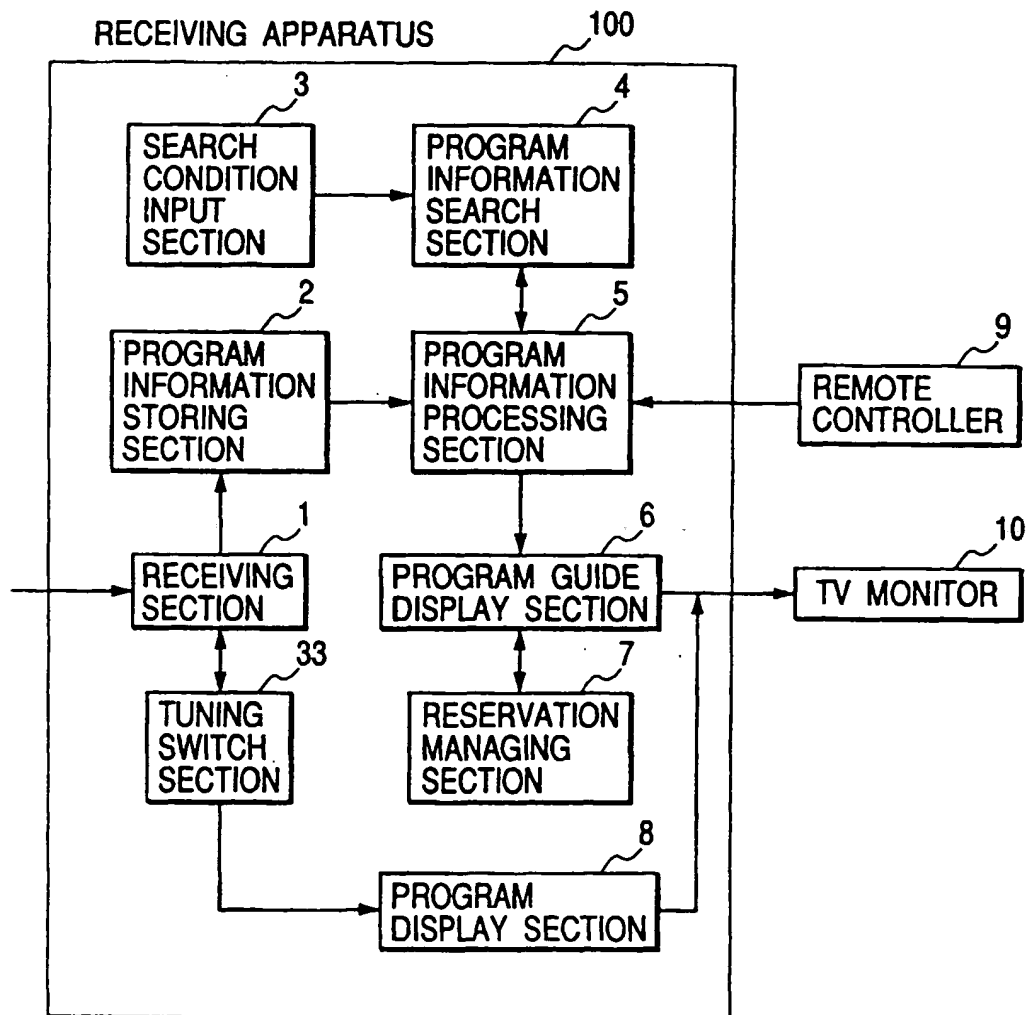 RECEIVING APPARATUS
100
3
SEARCH
CONDITION
INPUT
SECTION
4
PROGRAM
INFORMATION
SEARCH
SECTION
2
PROGRAM
INFORMATION
STORING
SECTION
5
PROGRAM
INFORMATION
PROCESSING
SECTION
9
REMOTE
CONTROLLER
1
RECEIVING
SECTION
6
PROGRAM GUIDE
DISPLAY SECTION
10
TV MONITOR
33
TUNING
SWITCH
SECTION
7
RESERVATION
MANAGING
SECTION
8
PROGRAM
DISPLAY SECTION